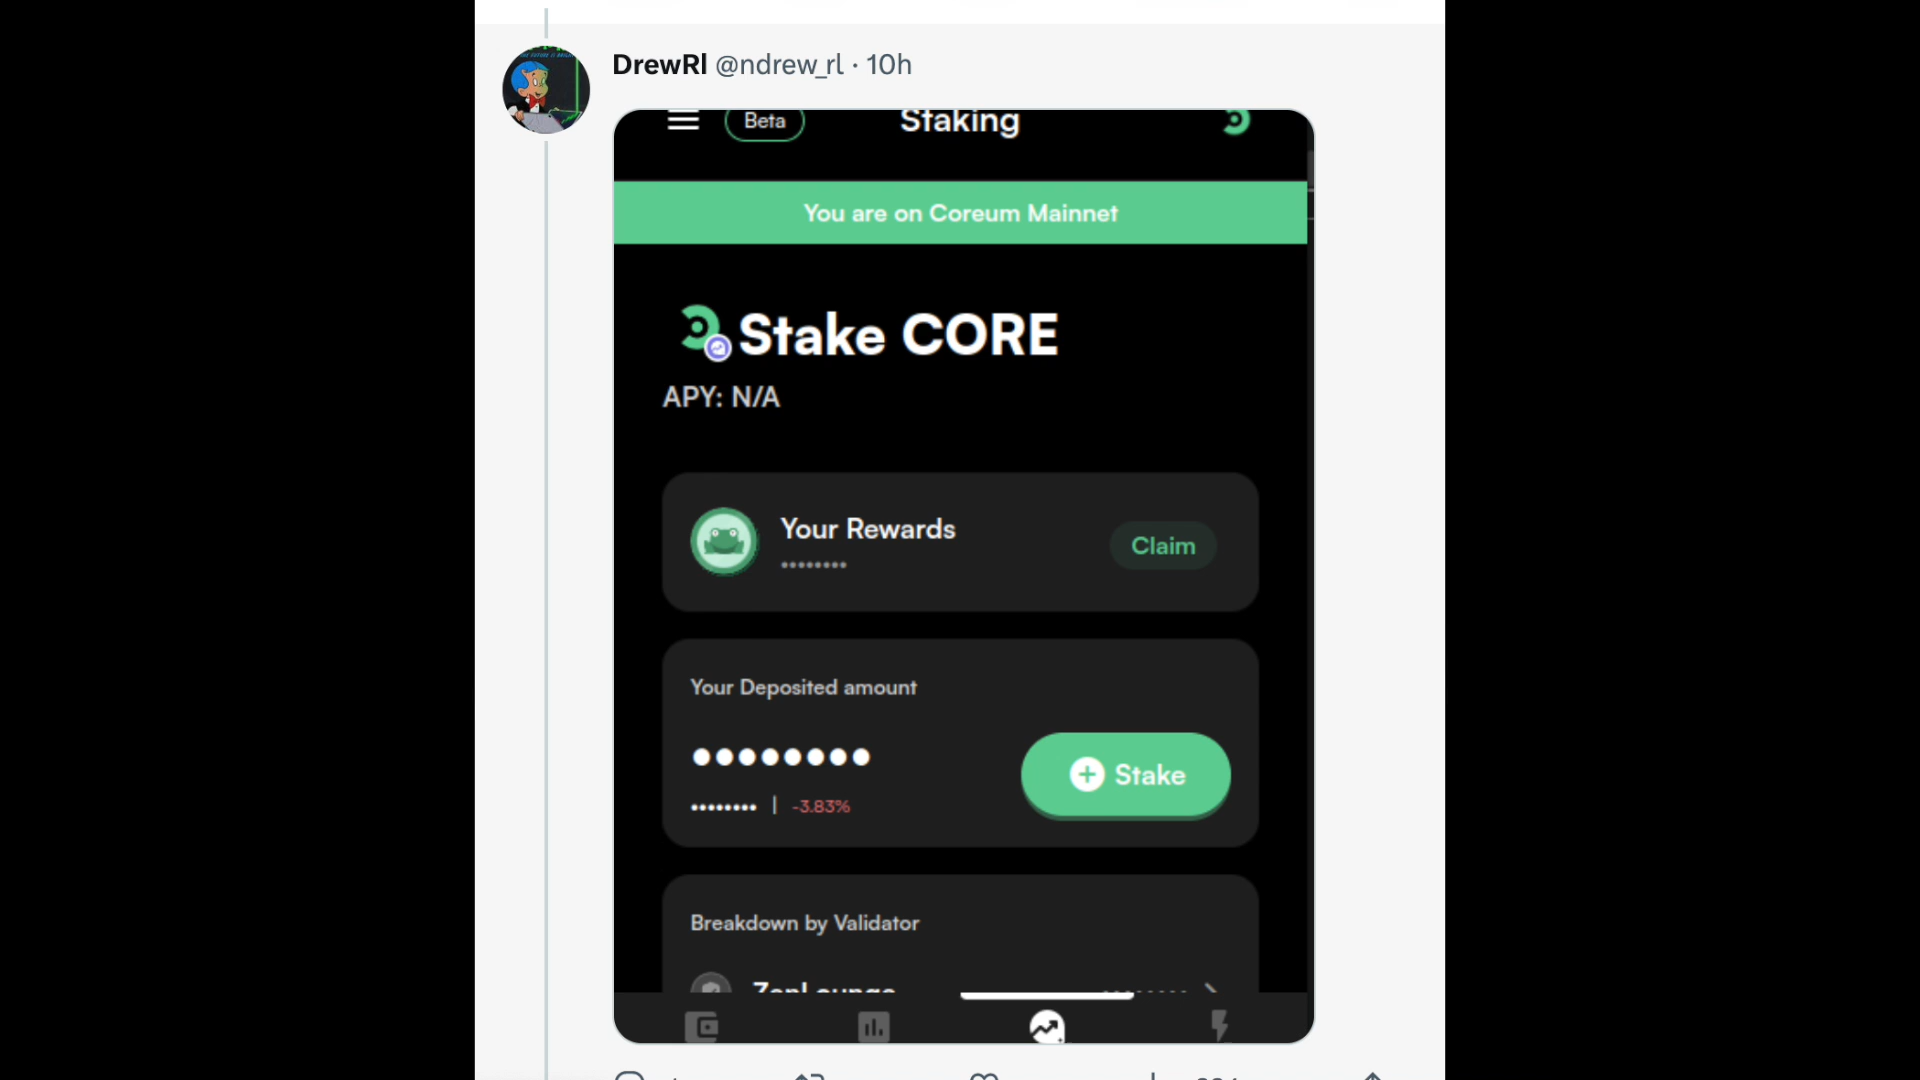 DrewRl @ndrew_rl · 10h
Beta
Staking
You are on Coreum Mainnet
Stake CORE
APY: N/A
Your Rewards
••••••••
Claim
Your Deposited amount
●●●●●●●●
•••••••• | -3.83%
Stake
Breakdown by Validator
ZenLounge